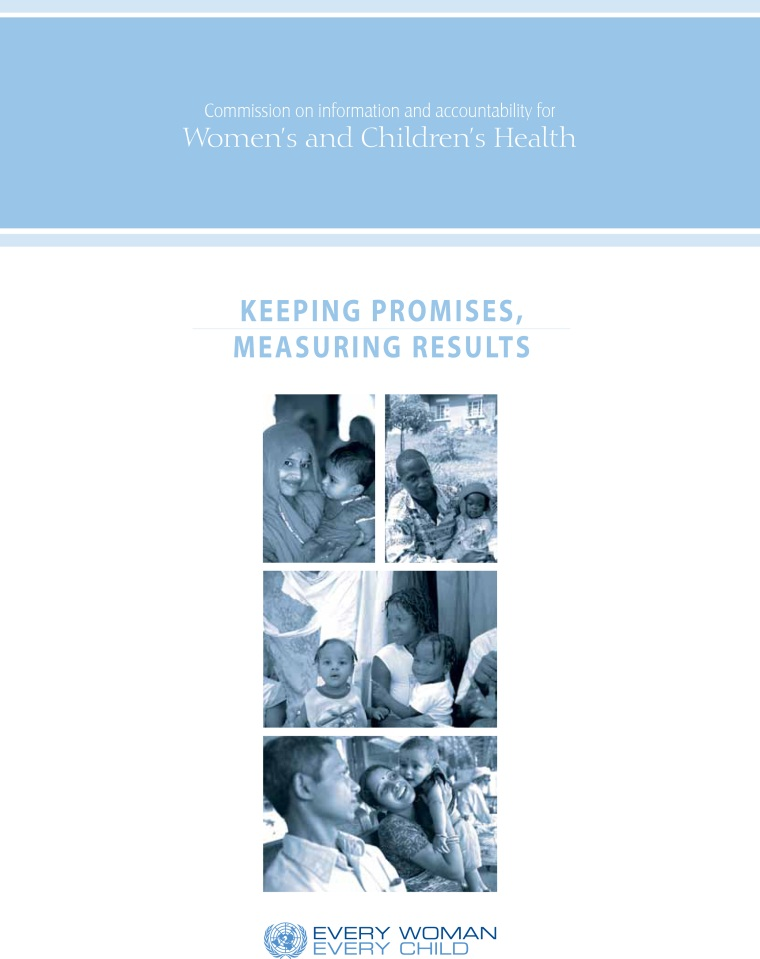 Commission on information and accountability for
Women's and Children's Health
KEEPING PROMISES,
MEASURING RESULTS
EVERY WOMAN
EVERY CHILD